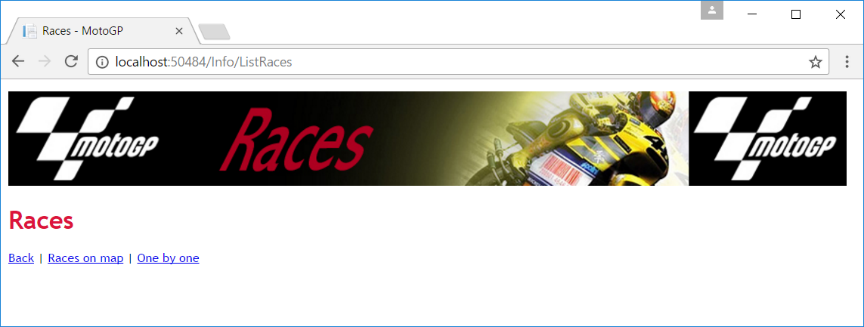 Races - MotoGP
localhost:50484/Info/ListRaces
MotoGP Races MotoGP
Races
Back | Races on map | One by one